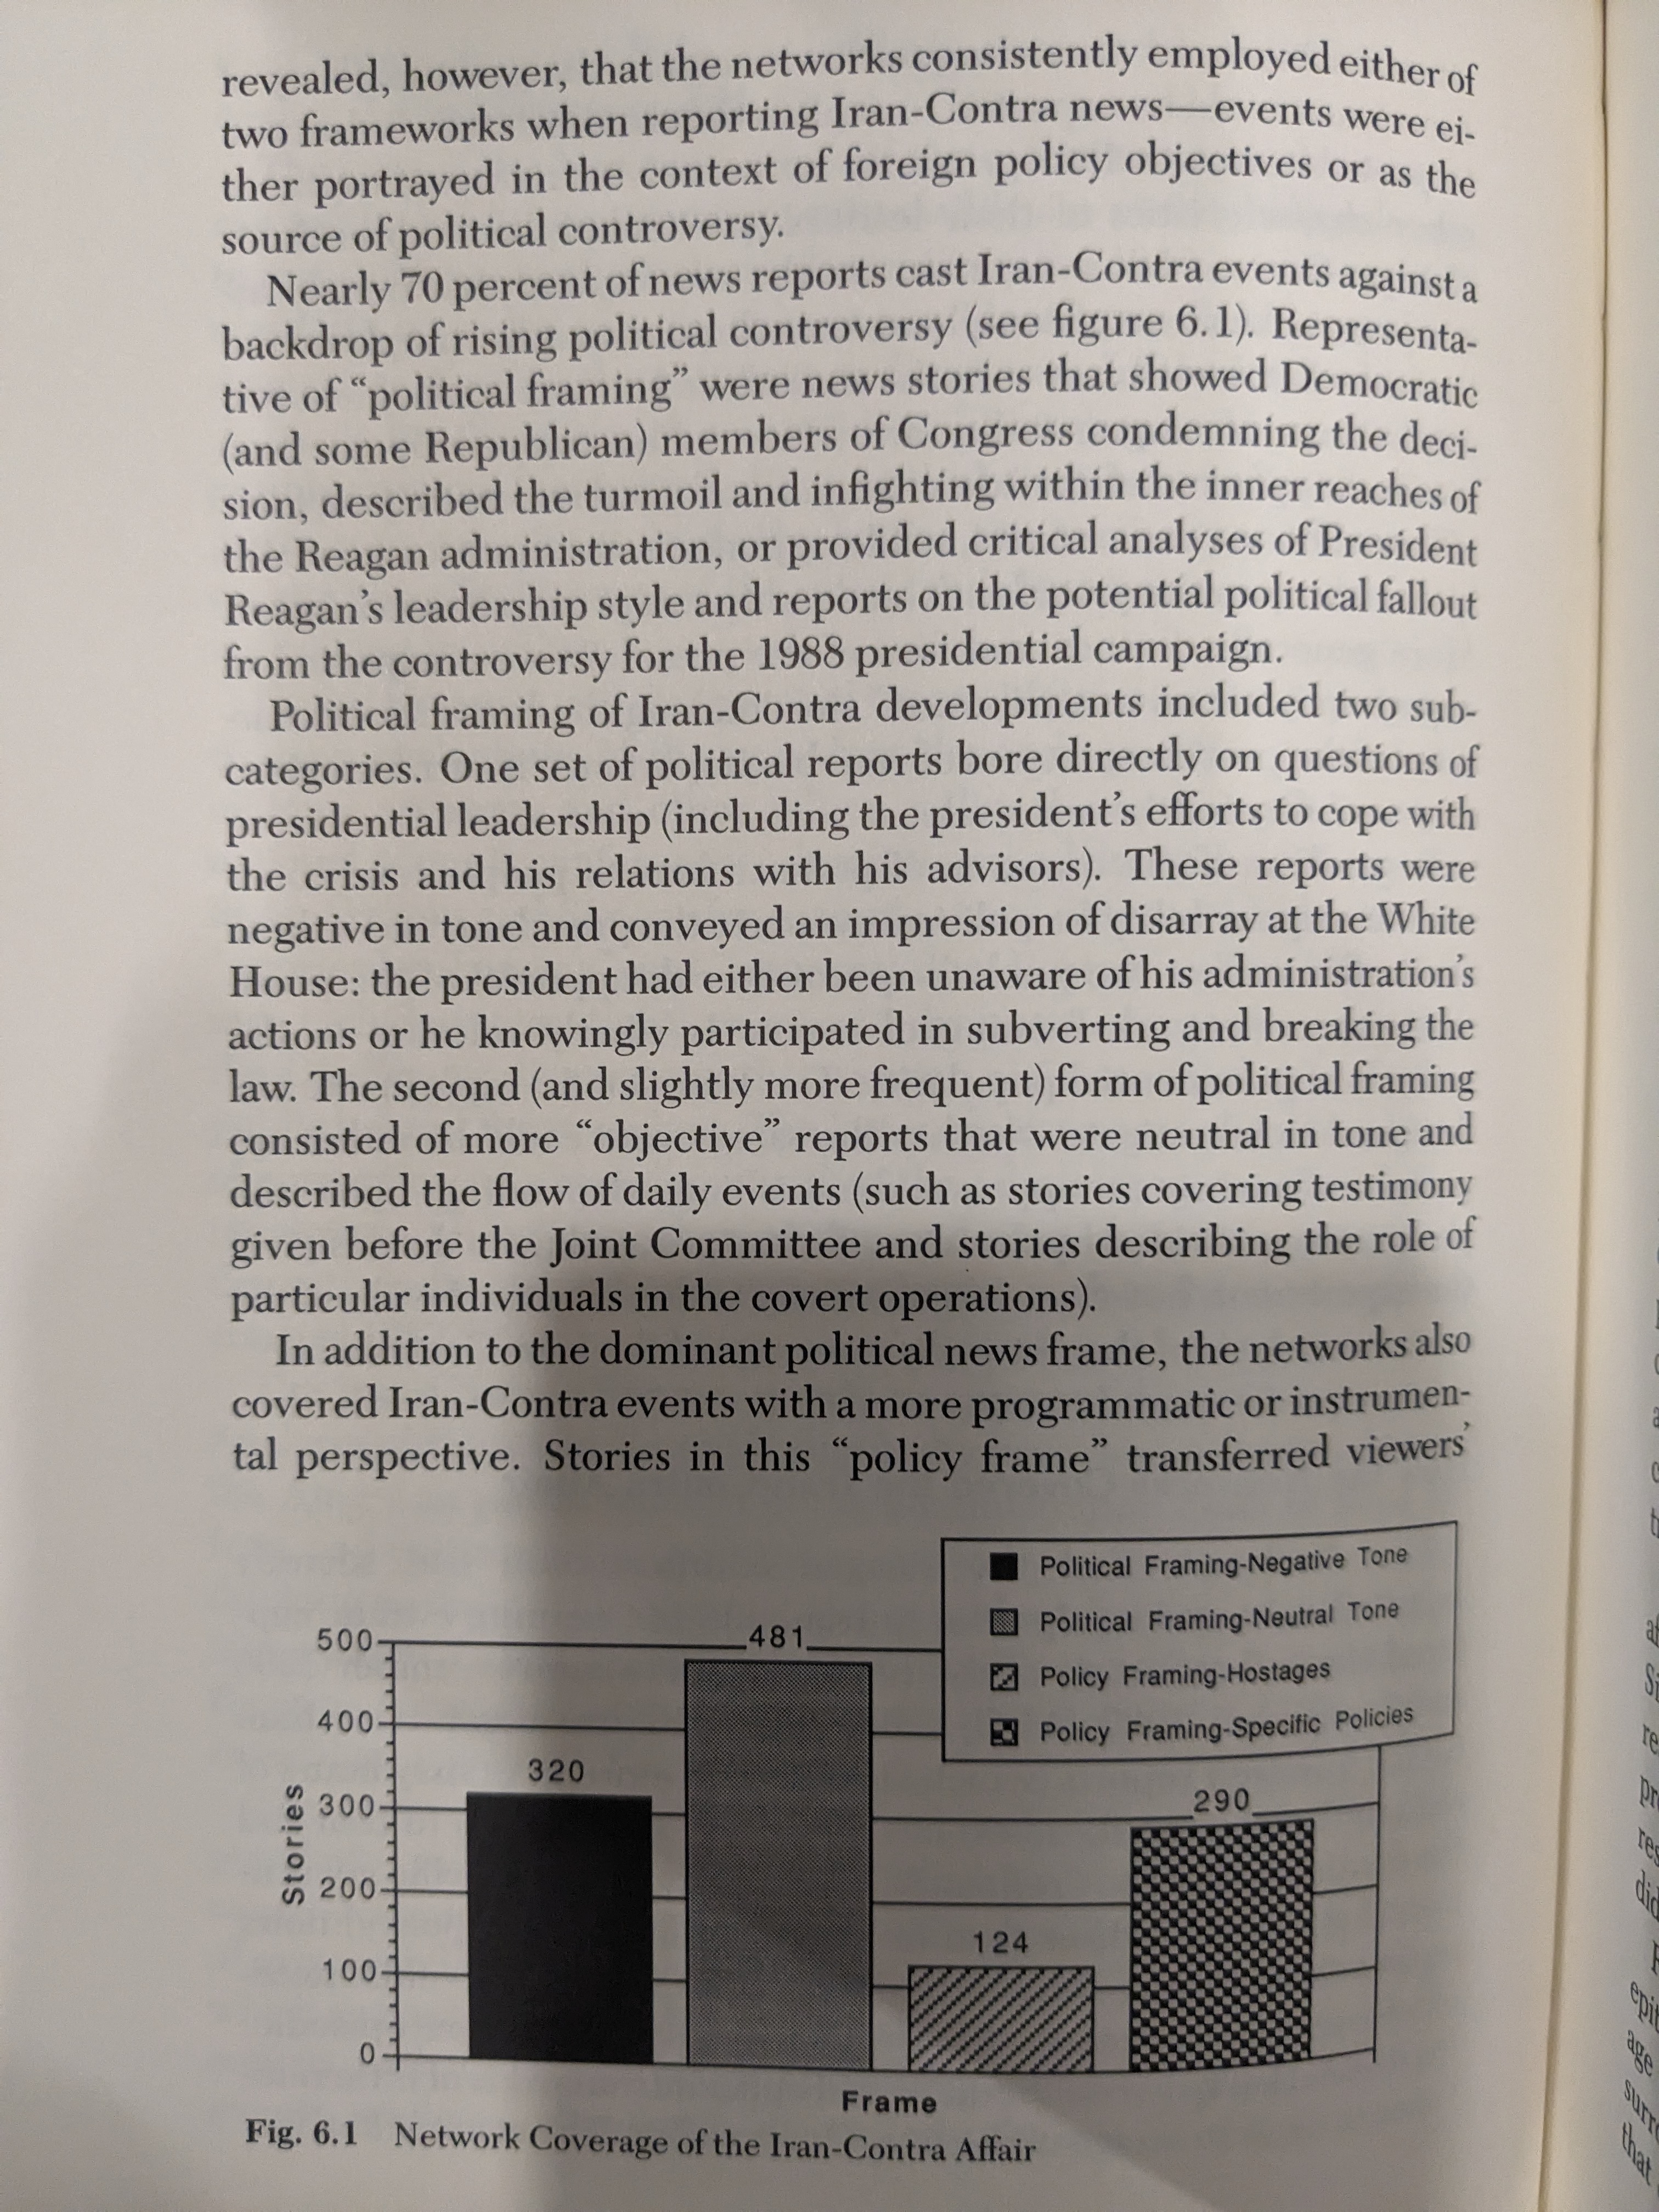 revealed, however, that the networks consistently employed either of
two frameworks when reporting Iran-Contra news—events were ei-
ther portrayed in the context of foreign policy objectives or as the
source of political controversy.
Nearly 70 percent of news reports cast Iran-Contra events against a
backdrop of rising political controversy (see figure 6.1). Representa-
tive of “political framing” were news stories that showed Democratic
(and some Republican) members of Congress condemning the deci-
sion, described the turmoil and infighting within the inner reaches of
the Reagan administration, or provided critical analyses of President
Reagan’s leadership style and reports on the potential political fallout
from the controversy for the 1988 presidential campaign.
Political framing of Iran-Contra developments included two sub-
categories. One set of political reports bore directly on questions of
presidential leadership (including the president’s efforts to cope with
the crisis and his relations with his advisors). These reports were
negative in tone and conveyed an impression of disarray at the White
House: the president had either been unaware of his administration’s
actions or he knowingly participated in subverting and breaking the
law. The second (and slightly more frequent) form of political framing
consisted of more “objective” reports that were neutral in tone and
described the flow of daily events (such as stories covering testimony
given before the Joint Committee and stories describing the role of
particular individuals in the covert operations).
In addition to the dominant political news frame, the networks also
covered Iran-Contra events with a more programmatic or instrumen-
tal perspective. Stories in this “policy frame” transferred viewers’
Political Framing-Negative Tone
Political Framing-Neutral Tone
Policy Framing-Hostages
Policy Framing-Specific Policies
500
400
300
200
100
0
Stories
320
481
124
290
Frame
Fig. 6.1 Network Coverage of the Iran-Contra Affair
did
age
that